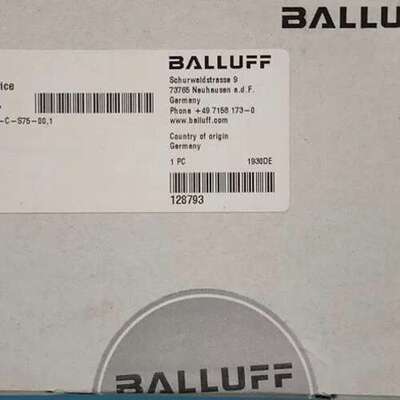 BALLUFF
ice
-C-S75-00,1
BALLUFF
Schurwaldstrasse 9
73765 Neuhausen a.d.F.
Germany
Phone +49 7158 173-0
www.balluff.com
Country of origin
Germany
1 PC 1930DE
128793
BALLUFF